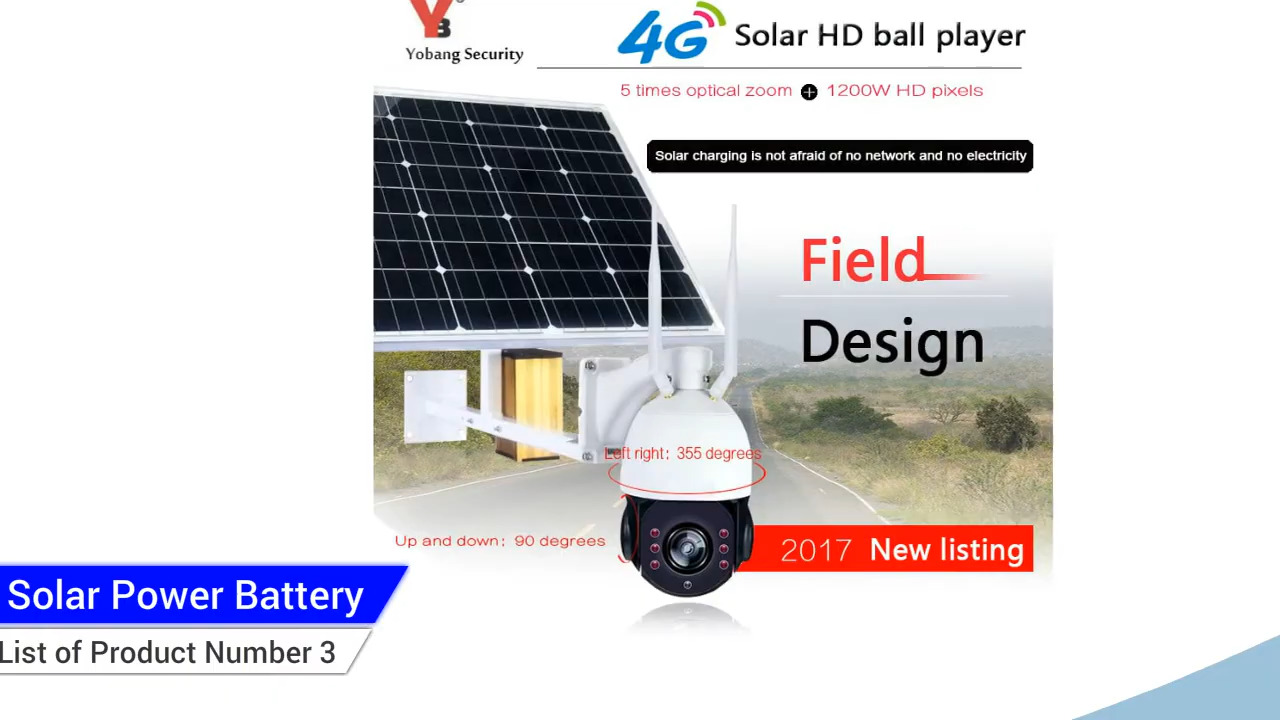 YB
Yobang Security
4G Solar HD ball player
5 times optical zoom + 1200W HD pixels
Solar charging is not afraid of no network and no electricity
Field
Design
Left right: 355 degrees
Up and down: 90 degrees
2017 New listing
Solar Power Battery
List of Product Number 3